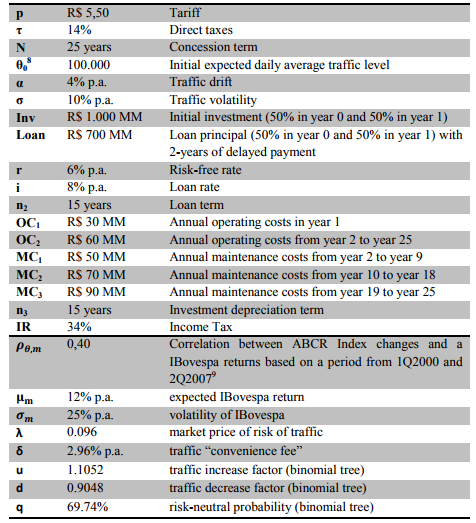 p R$ 5,50 Tariff
τ 14% Direct taxes
N 25 years Concession term
θ₀⁸ 100.000 Initial expected daily average traffic level
α 4% p.a. Traffic drift
σ 10% p.a. Traffic volatility
Inv R$ 1.000 MM Initial investment (50% in year 0 and 50% in year 1)
Loan R$ 700 MM Loan principal (50% in year 0 and 50% in year 1) with
2-years of delayed payment
r 6% p.a. Risk-free rate
i 8% p.a. Loan rate
n₂ 15 years Loan term
OC₁ R$ 30 MM Annual operating costs in year 1
OC₂ R$ 60 MM Annual operating costs from year 2 to year 25
MC₁ R$ 50 MM Annual maintenance costs from year 2 to year 9
MC₂ R$ 70 MM Annual maintenance costs from year 10 to year 18
MC₃ R$ 90 MM Annual maintenance costs from year 19 to year 25
n₃ 15 years Investment depreciation term
IR 34% Income Tax
ρθ,m 0,40 Correlation between ABCR Index changes and a
IBovespa returns based on a period from 1Q2000 and
2Q2007⁹
μm 12% p.a. expected IBovespa return
σm 25% p.a. volatility of IBovespa
λ 0.096 market price of risk of traffic
δ 2.96% p.a. traffic “convenience fee”
u 1.1052 traffic increase factor (binomial tree)
d 0.9048 traffic decrease factor (binomial tree)
q 69.74% risk-neutral probability (binomial tree)